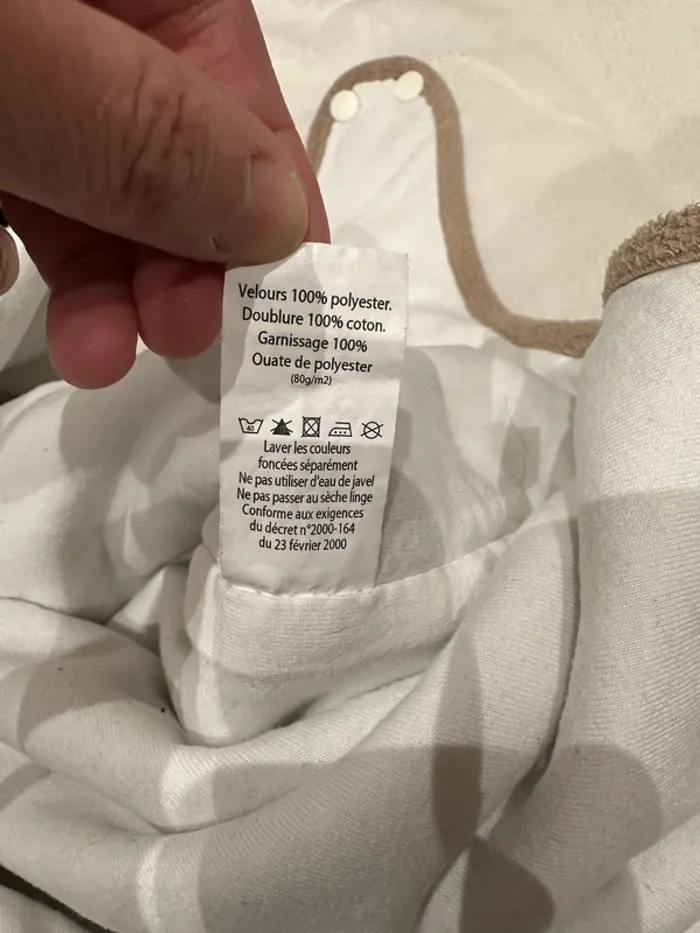 Velours 100% polyester.
Doublure 100% coton.
Garnissage 100%
Ouate de polyester
(80g/m2)
40
Laver les couleurs
foncées séparément
Ne pas utiliser d'eau de javel
Ne pas passer au sèche linge
Conforme aux exigences
du décret n°2000-164
du 23 février 2000